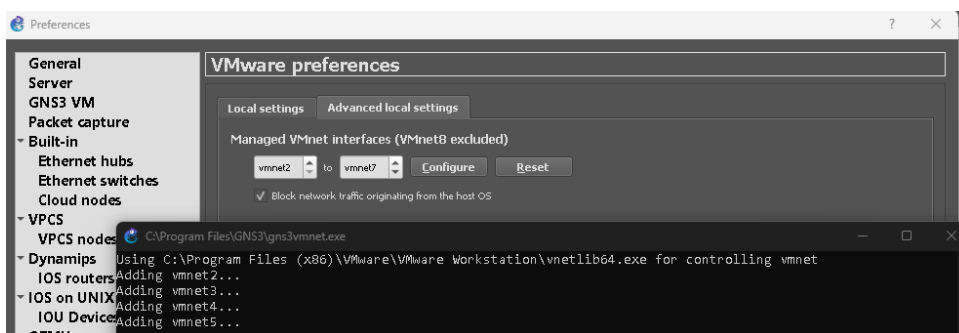 Preferences
General
Server
GNS3 VM
Packet capture
Built-in
Ethernet hubs
Ethernet switches
Cloud nodes
VPCS
VPCS nodes
Dynamips
IOS routers
IOS on UNIX
IOU Device
VMware preferences
Local settings Advanced local settings
Managed VMnet interfaces (VMnet8 excluded)
vmnet2 to vmnet7 Configure Reset
Block network traffic originating from the host OS
C:\Program Files\GNS3\gns3vmnet.exe
Using C:\Program Files (x86)\VMware\VMware Workstation\vnetlib64.exe for controlling vmnet
Adding vmnet2...
Adding vmnet3...
Adding vmnet4...
Adding vmnet5...